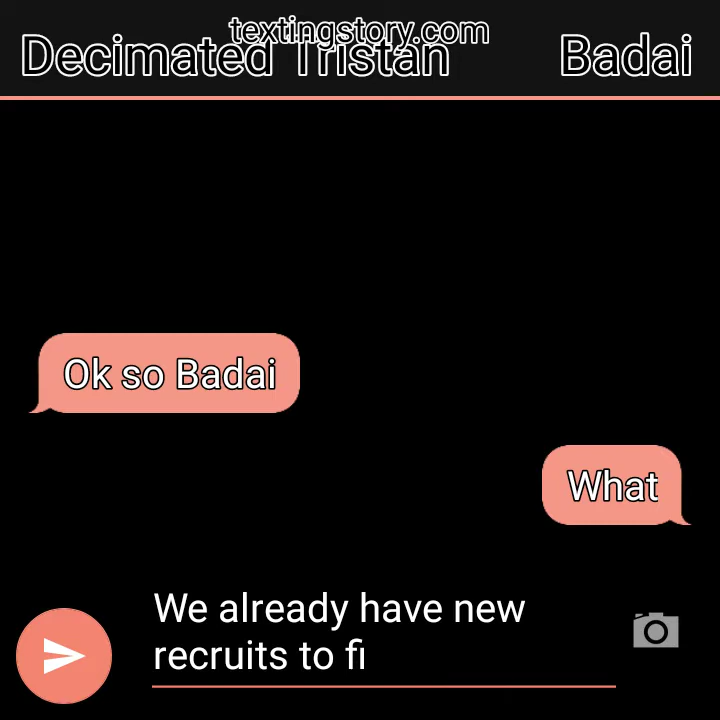 textingstory.com
Decimated Tristan Badai
Ok so Badai
What
We already have new
recruits to fi